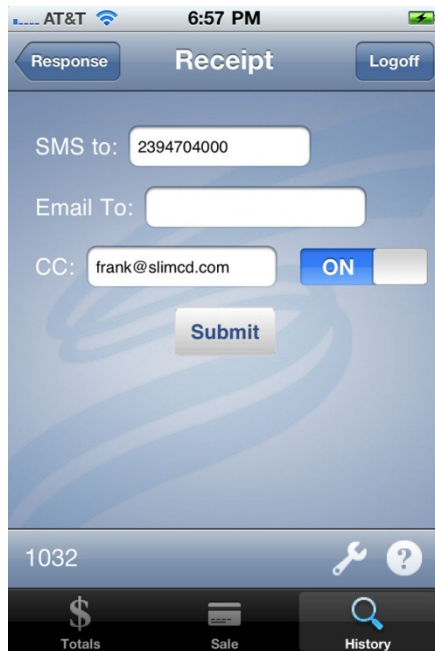 AT&T 6:57 PM
Response Receipt Logoff
SMS to: 2394704000
Email To:
CC: frank@slimcd.com ON
Submit
1032 ?
$
Totals Sale History